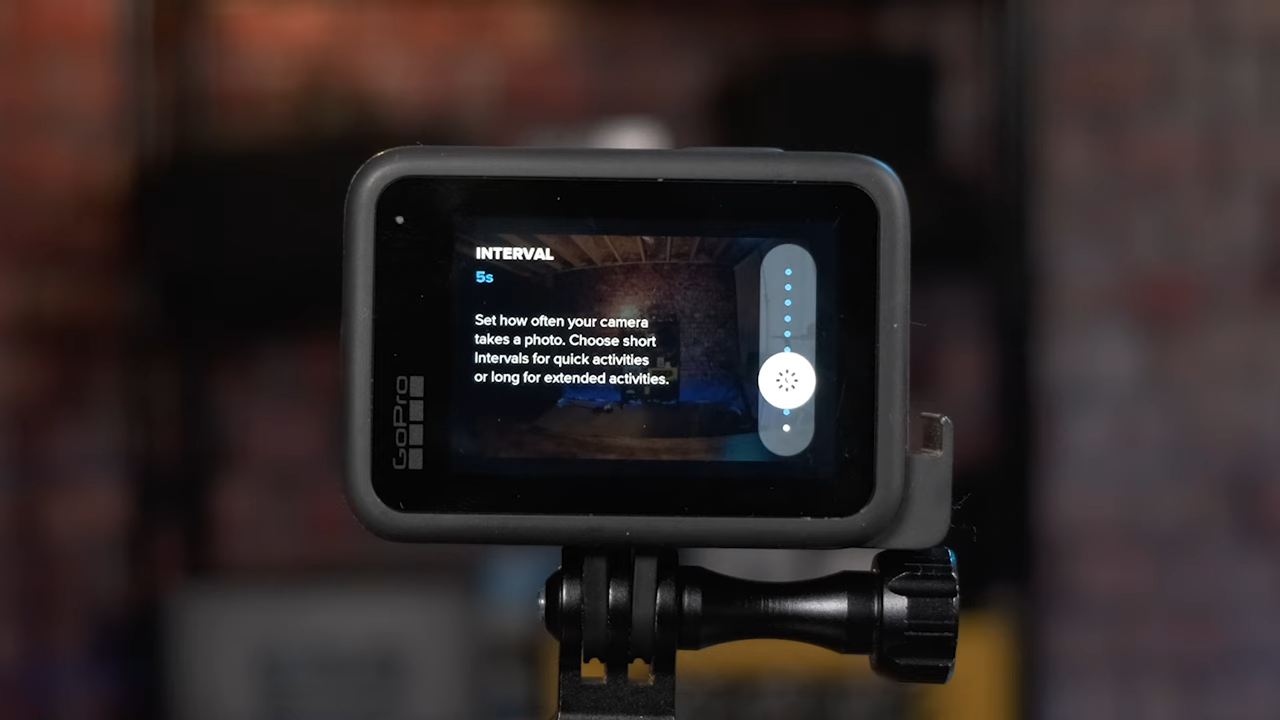 INTERVAL
5s
Set how often your camera
takes a photo. Choose short
Intervals for quick activities
or long for extended activities.
GoPro